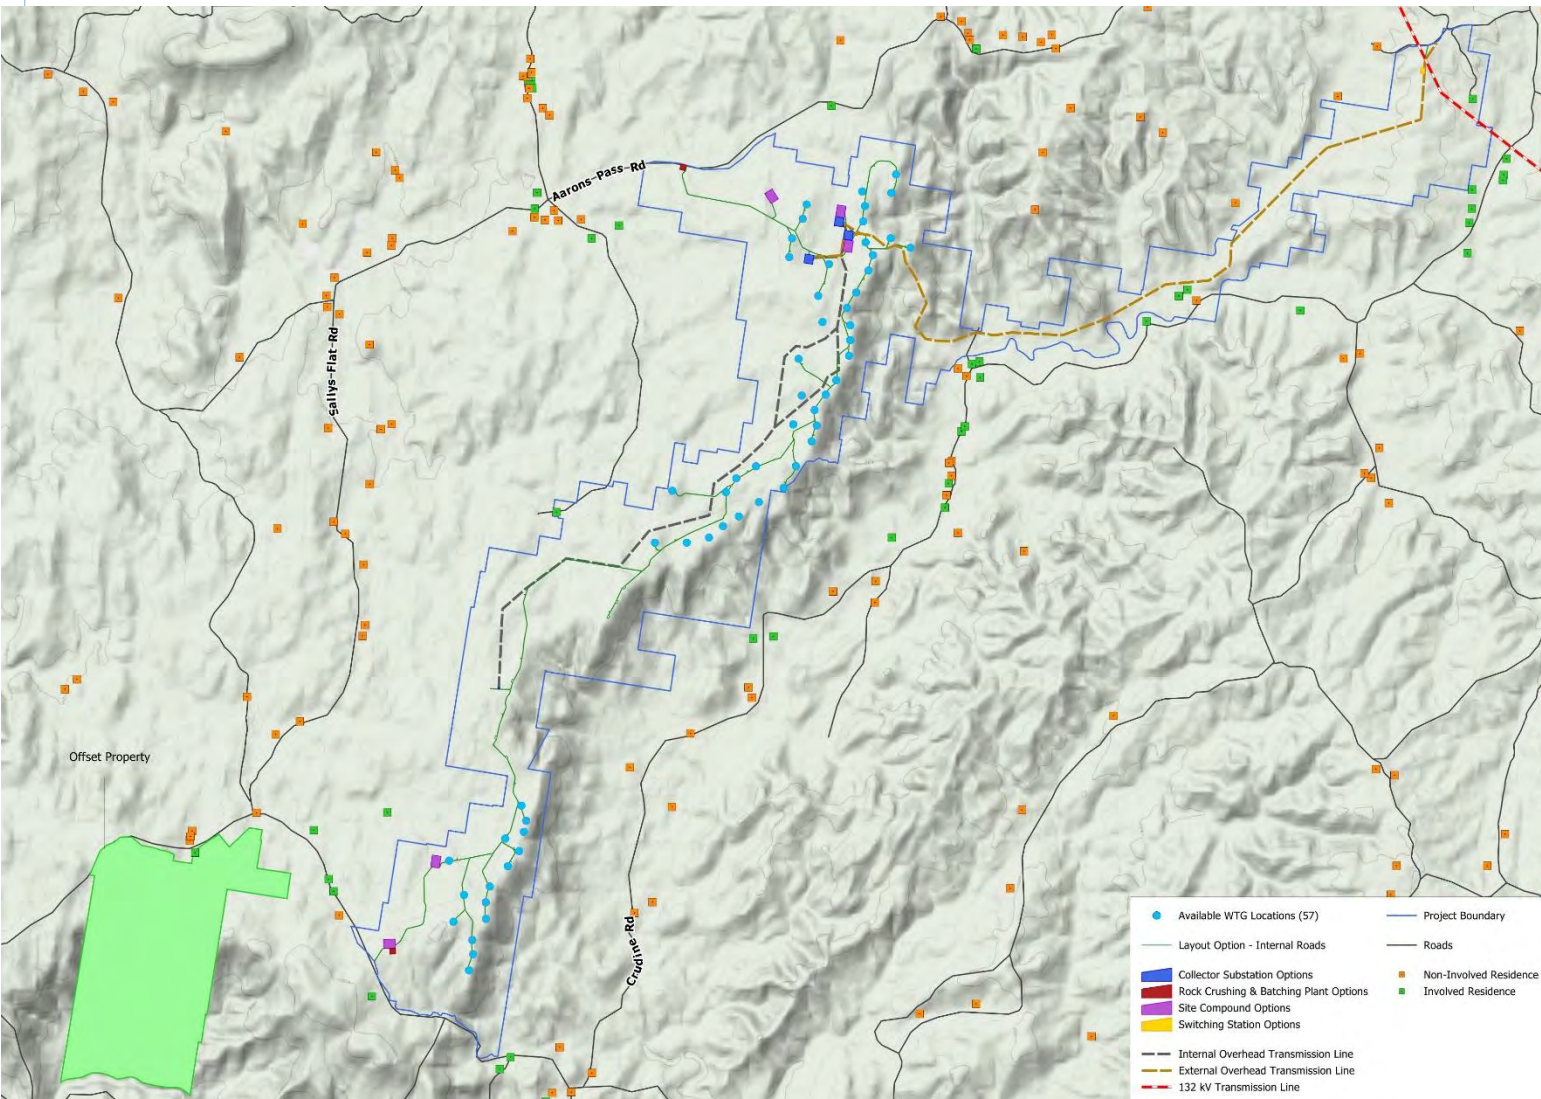 Aarons-Pass-Rd
Sallys-Flat-Rd
Offset Property
Crudine-Rd
Available WTG Locations (57)
Project Boundary
Layout Option - Internal Roads
Roads
Collector Substation Options
Non-Involved Residence
Rock Crushing & Batching Plant Options
Involved Residence
Site Compound Options
Switching Station Options
Internal Overhead Transmission Line
External Overhead Transmission Line
132 kV Transmission Line